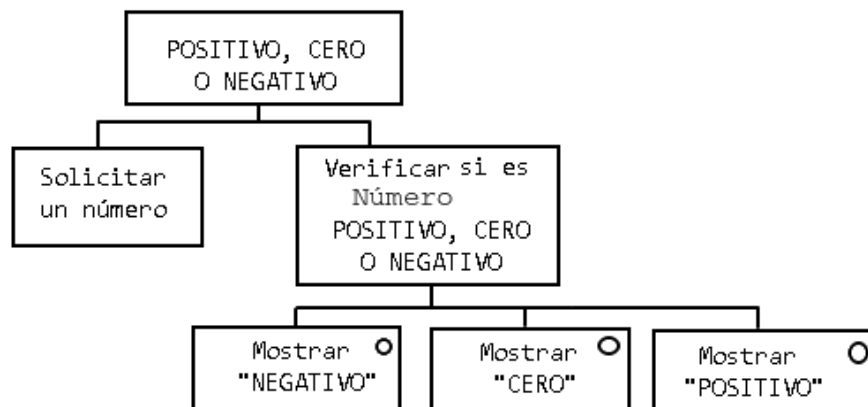 POSITIVO, CERO
O NEGATIVO
Solicitar
un número
Verificar si es
Número
POSITIVO, CERO
O NEGATIVO
Mostrar
"NEGATIVO"
Mostrar
"CERO"
Mostrar
"POSITIVO"